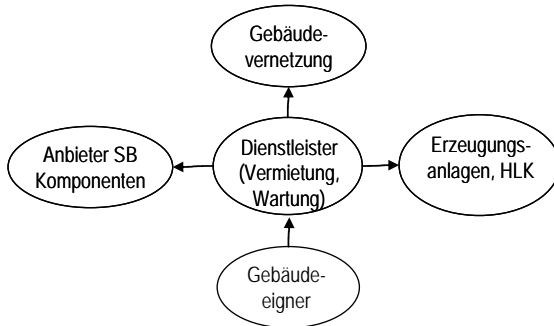 Gebäude-
vernetzung
Anbieter SB
Komponenten
Dienstleister
(Vermietung,
Wartung)
Erzeugungs-
anlagen, HLK
Gebäude-
eigner